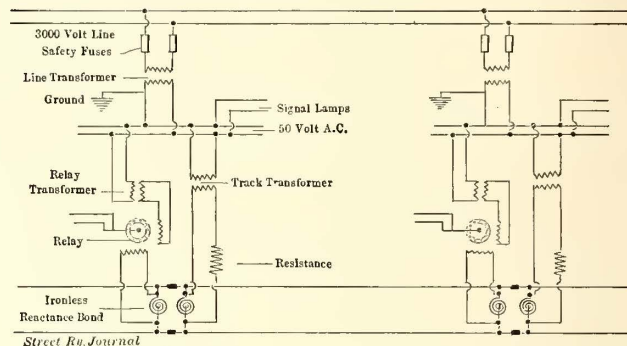 3000 Volt Line
Safety Fuses
Line Transformer
Ground
Signal Lamps
50 Volt A.C.
Relay
Transformer
Track Transformer
Relay
Resistance
Ironless
Reactance Bond
Street Ry. Journal